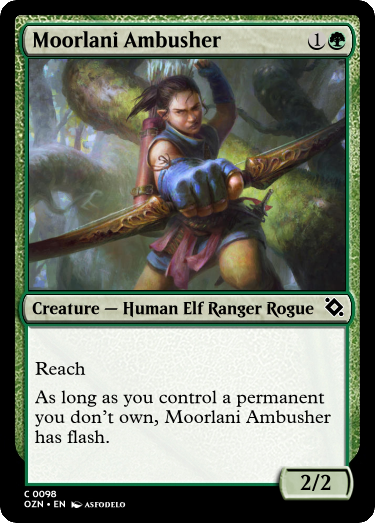 Moorlani Ambusher 1
Creature — Human Elf Ranger Rogue
Reach
As long as you control a permanent
you don't own, Moorlani Ambusher
has flash.
2/2
C 0098
OZN • EN ASFODELO